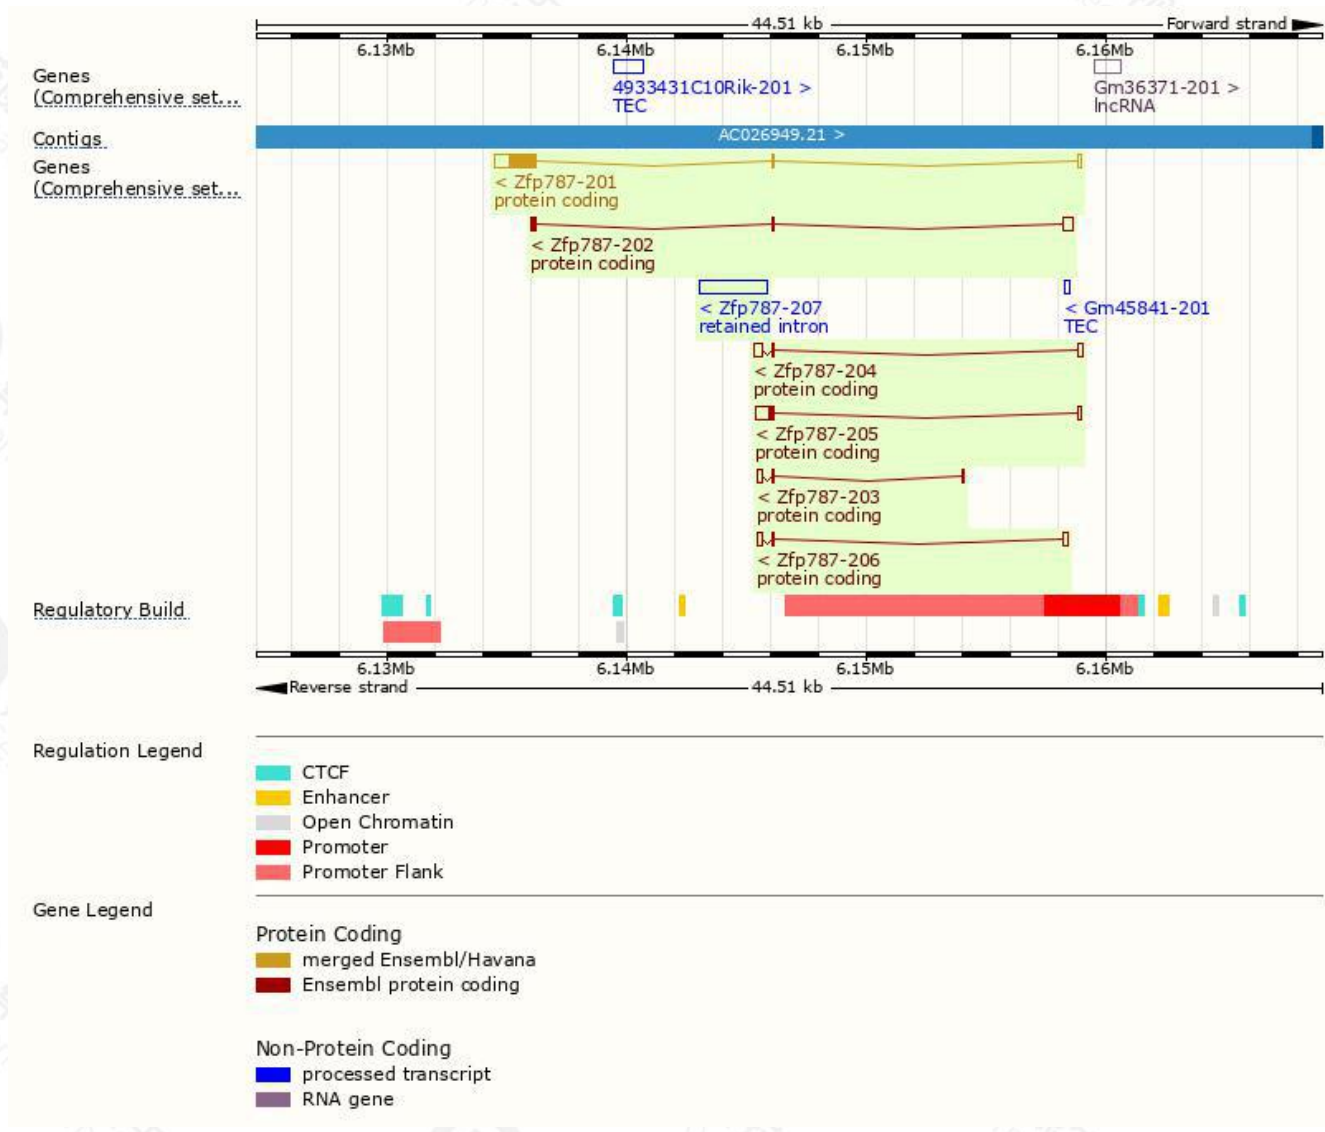 44.51 kb
Forward strand
6.13Mb 6.14Mb 6.15Mb 6.16Mb
Genes
(Comprehensive set...
4933431C10Rik-201 >
TEC
Gm36371-201 >
lncRNA
Contigs
AC026949.21 >
Genes
(Comprehensive set...
< Zfp787-201
protein coding
< Zfp787-202
protein coding
< Zfp787-207
retained intron
< Gm45841-201
TEC
< Zfp787-204
protein coding
< Zfp787-205
protein coding
< Zfp787-203
protein coding
< Zfp787-206
protein coding
Regulatory Build
6.13Mb 6.14Mb 6.15Mb 6.16Mb
Reverse strand
44.51 kb
Regulation Legend
CTCF
Enhancer
Open Chromatin
Promoter
Promoter Flank
Gene Legend
Protein Coding
merged Ensembl/Havana
Ensembl protein coding
Non-Protein Coding
processed transcript
RNA gene